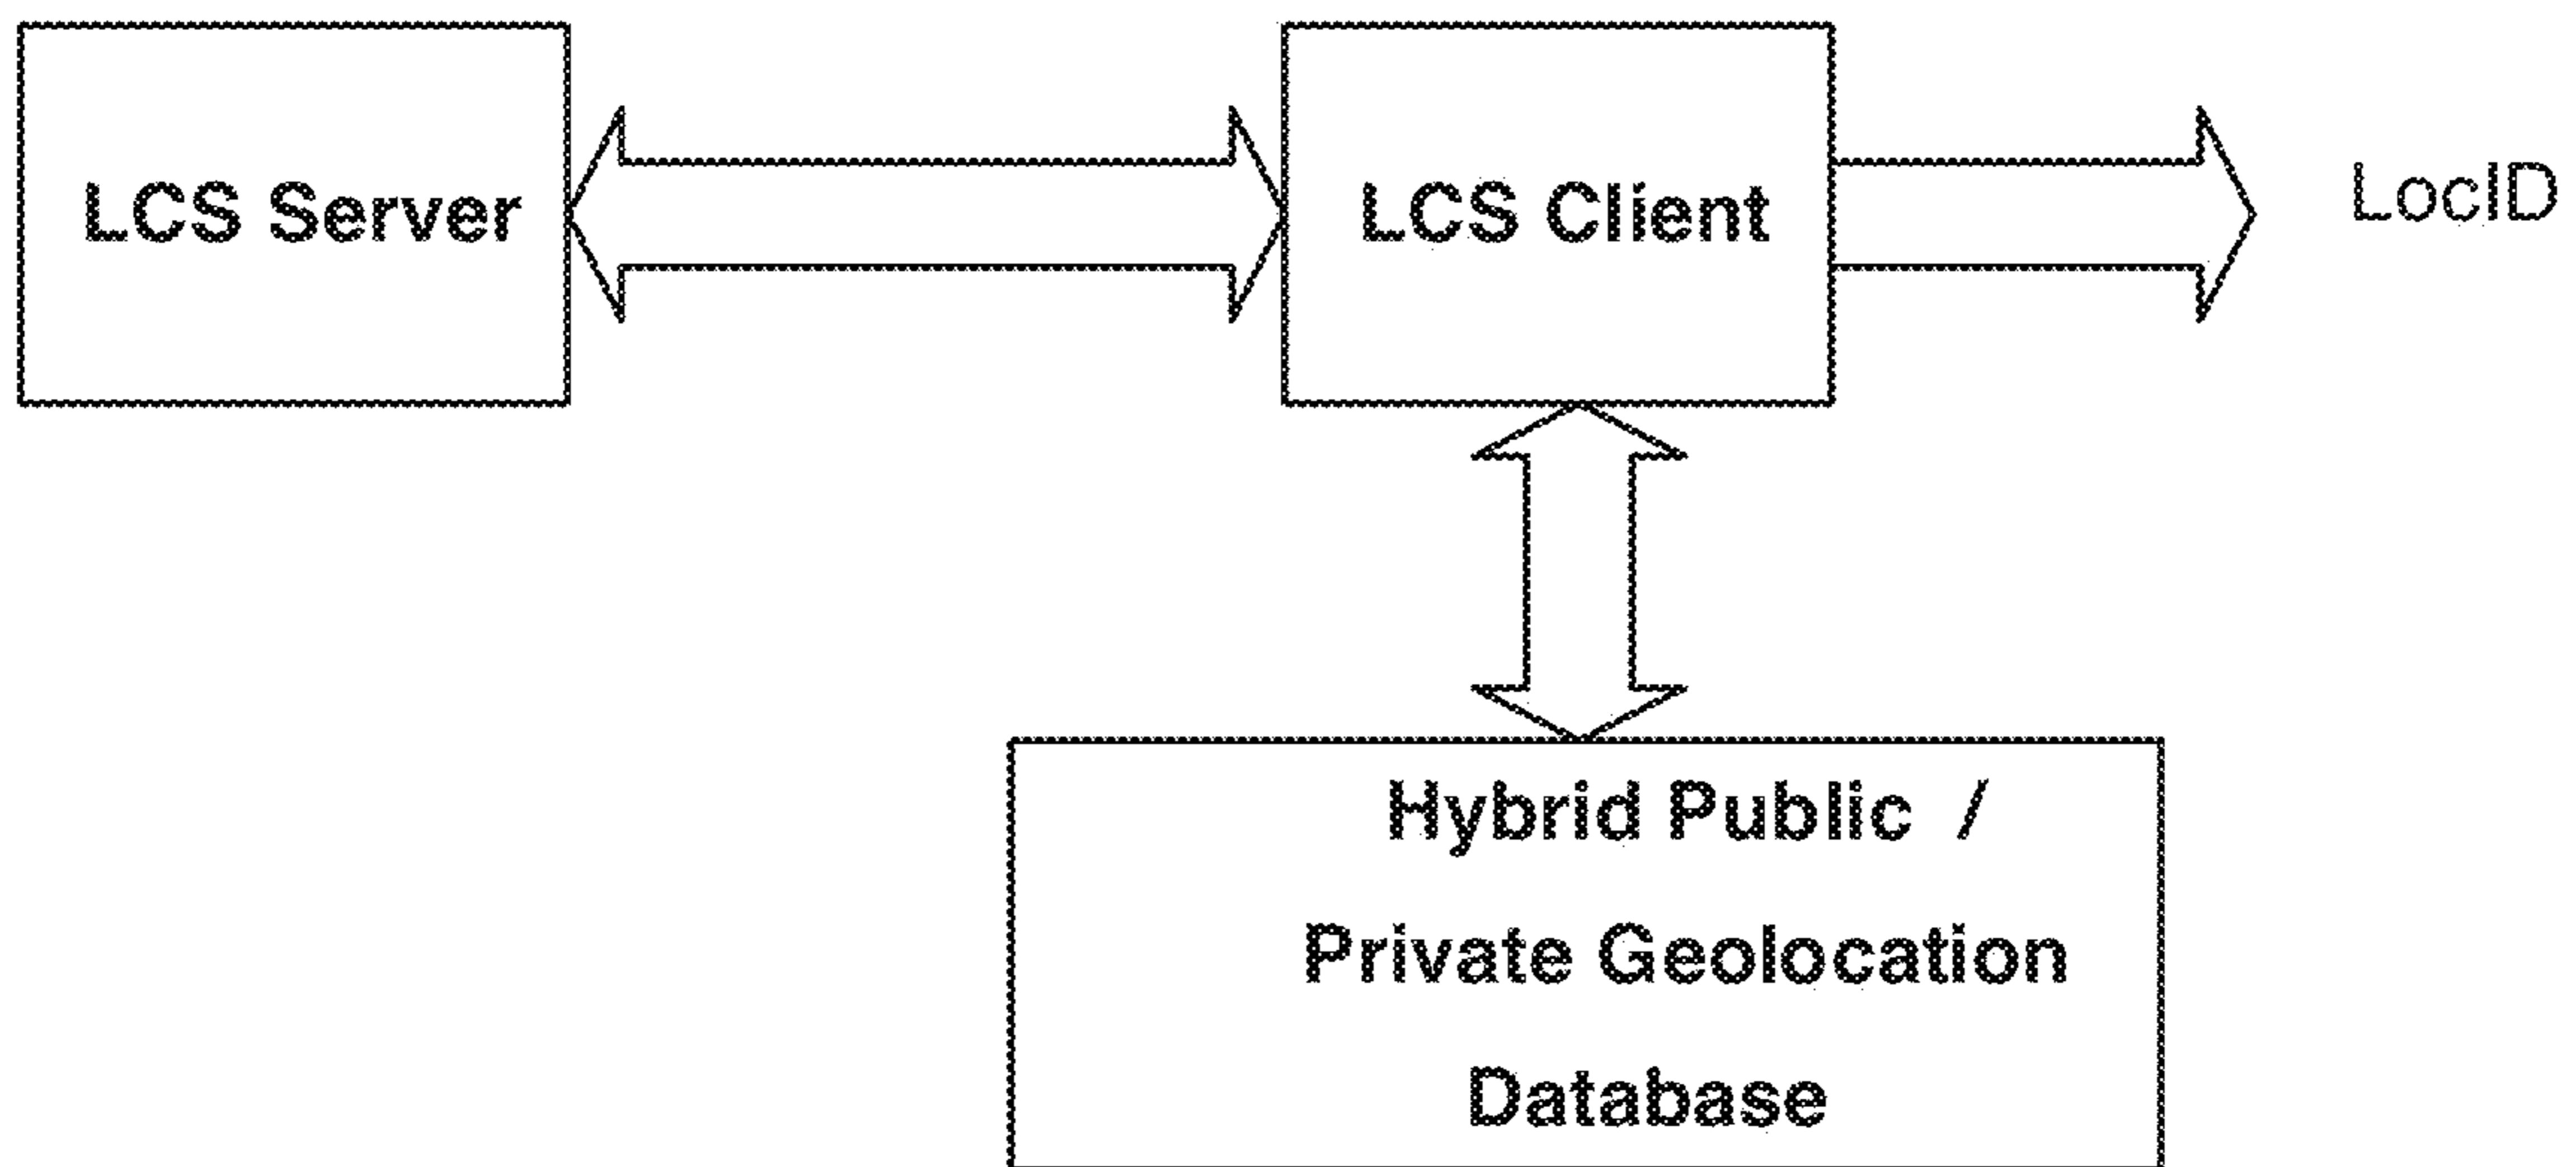 LCS Server
LCS Client
LocID
Hybrid Public /
Private Geolocation
Database